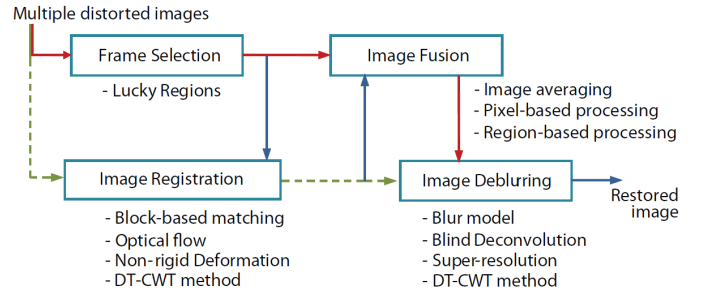 Multiple distorted images
Frame Selection
- Lucky Regions
Image Fusion
- Image averaging
- Pixel-based processing
- Region-based processing
Image Registration
- Block-based matching
- Optical flow
- Non-rigid Deformation
- DT-CWT method
Image Deblurring
- Blur model
- Blind Deconvolution
- Super-resolution
- DT-CWT method
Restored
image